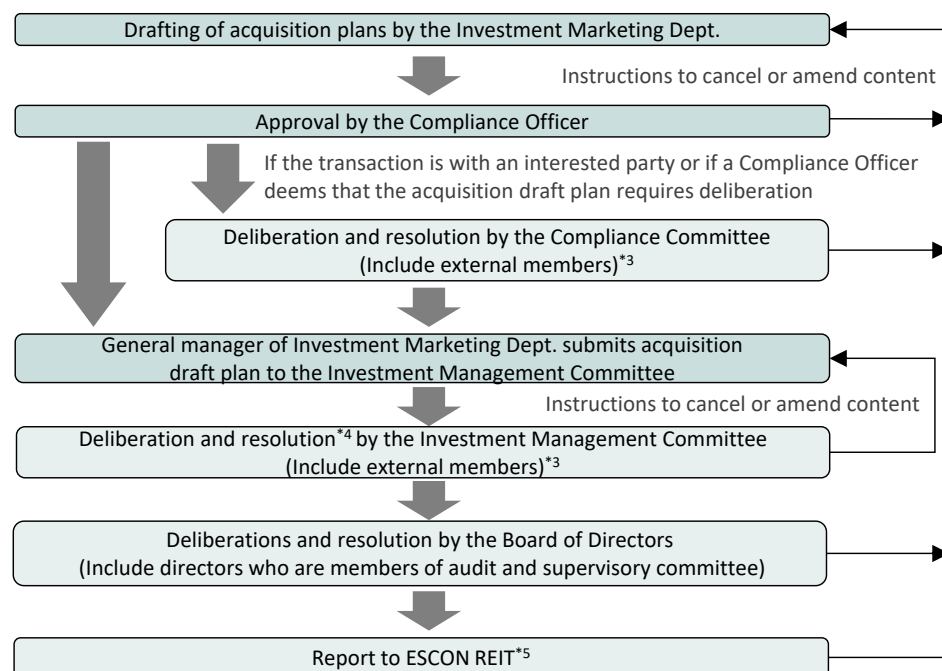 Drafting of acquisition plans by the Investment Marketing Dept.
Instructions to cancel or amend content
Approval by the Compliance Officer
If the transaction is with an interested party or if a Compliance Officer
deems that the acquisition draft plan requires deliberation
Deliberation and resolution by the Compliance Committee
(Include external members)*3
General manager of Investment Marketing Dept. submits acquisition
draft plan to the Investment Management Committee
Instructions to cancel or amend content
Deliberation and resolution*4 by the Investment Management Committee
(Include external members)*3
Deliberations and resolution by the Board of Directors
(Include directors who are members of audit and supervisory committee)
Report to ESCON REIT*5